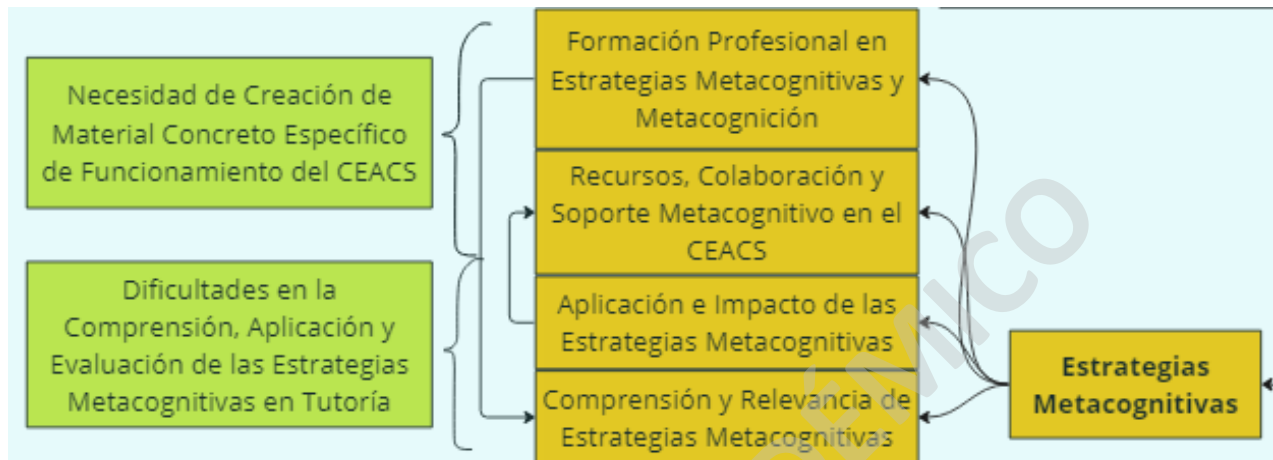 Necesidad de Creación de
Material Concreto Específico
de Funcionamiento del CEACS
Dificultades en la
Comprensión, Aplicación y
Evaluación de las Estrategias
Metacognitivas en Tutoría
Formación Profesional en
Estrategias Metacognitivas y
Metacognición
Recursos, Colaboración y
Soporte Metacognitivo en el
CEACS
Aplicación e Impacto de las
Estrategias Metacognitivas
Comprensión y Relevancia de
Estrategias Metacognitivas
Estrategias
Metacognitivas